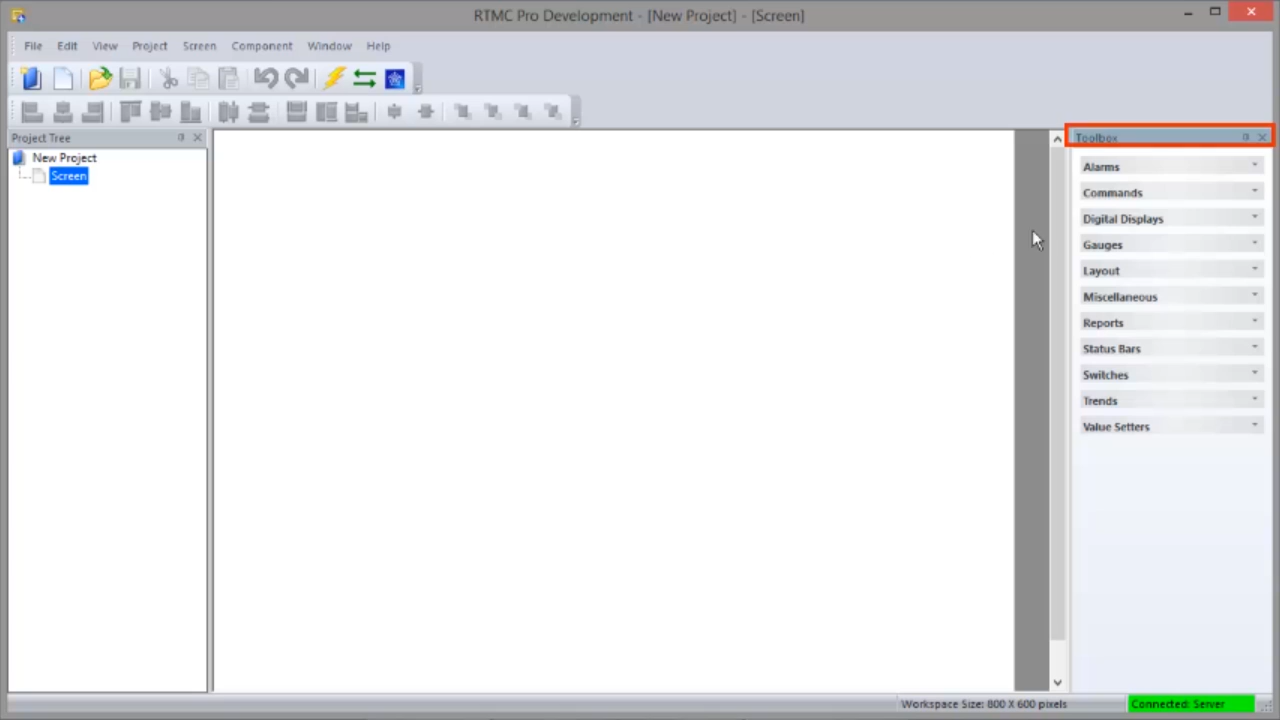 RTMC Pro Development - [New Project] - [Screen]
File Edit View Project Screen Component Window Help
Project Tree
New Project
Screen
Toolbox
Alarms
Commands
Digital Displays
Gauges
Layout
Miscellaneous
Reports
Status Bars
Switches
Trends
Value Setters
Workspace Size: 800 X 600 pixels
Connected: Server